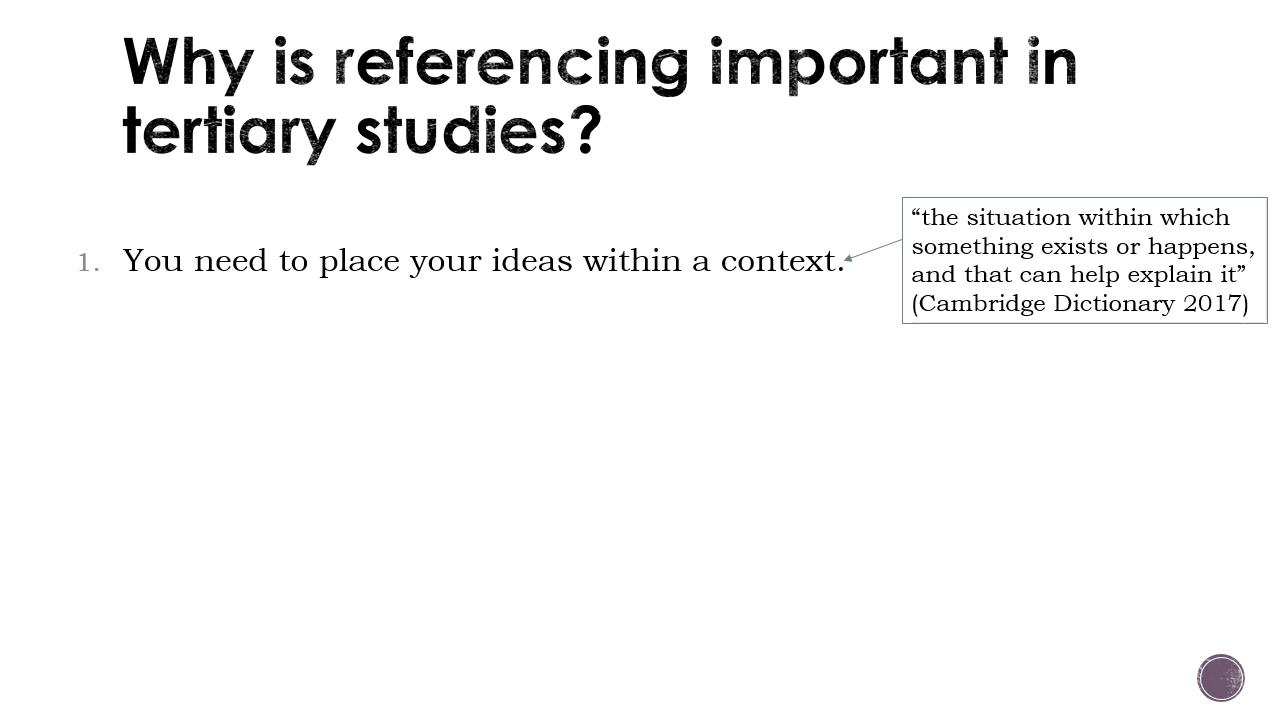 Why is referencing important in
tertiary studies?
1. You need to place your ideas within a context.
“the situation within which
something exists or happens,
and that can help explain it”
(Cambridge Dictionary 2017)